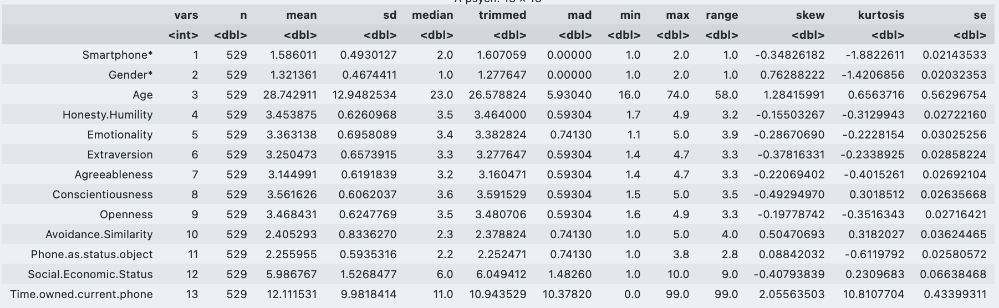 A psych: 13 × 13
vars n mean sd median trimmed mad min max range skew kurtosis se
<int> <dbl> <dbl> <dbl> <dbl> <dbl> <dbl> <dbl> <dbl> <dbl> <dbl> <dbl> <dbl>
Smartphone* 1 529 1.586011 0.4930127 2.0 1.607059 0.00000 1.0 2.0 1.0 -0.34826182 -1.8822611 0.02143533
Gender* 2 529 1.321361 0.4674411 1.0 1.277647 0.00000 1.0 2.0 1.0 0.76288222 -1.4206856 0.02032353
Age 3 529 28.742911 12.9482534 23.0 26.578824 5.93040 16.0 74.0 58.0 1.28415991 0.6563716 0.56296754
Honesty.Humility 4 529 3.453875 0.6260968 3.5 3.464000 0.59304 1.7 4.9 3.2 -0.15503267 -0.3129943 0.02722160
Emotionality 5 529 3.363138 0.6958089 3.4 3.382824 0.74130 1.1 5.0 3.9 -0.28670690 -0.2228154 0.03025256
Extraversion 6 529 3.250473 0.6573915 3.3 3.277647 0.59304 1.4 4.7 3.3 -0.37816331 -0.2338925 0.02858224
Agreeableness 7 529 3.144991 0.6191839 3.2 3.160471 0.59304 1.4 4.7 3.3 -0.22069402 -0.4015261 0.02692104
Conscientiousness 8 529 3.561626 0.6062037 3.6 3.591529 0.59304 1.5 5.0 3.5 -0.49294970 0.3018512 0.02635668
Openness 9 529 3.468431 0.6247769 3.5 3.480706 0.59304 1.6 4.9 3.3 -0.19778742 -0.3516343 0.02716421
Avoidance.Similarity 10 529 2.405293 0.8336270 2.3 2.378824 0.74130 1.0 5.0 4.0 0.50470693 0.3182027 0.03624465
Phone.as.status.object 11 529 2.255955 0.5935316 2.2 2.252471 0.74130 1.0 3.8 2.8 0.08842032 -0.6119792 0.02580572
Social.Economic.Status 12 529 5.986767 1.5268477 6.0 6.049412 1.48260 1.0 10.0 9.0 -0.40793839 0.2309683 0.06638468
Time.owned.current.phone 13 529 12.111531 9.9818414 11.0 10.943529 10.37820 0.0 99.0 99.0 2.05563503 10.8107704 0.43399311